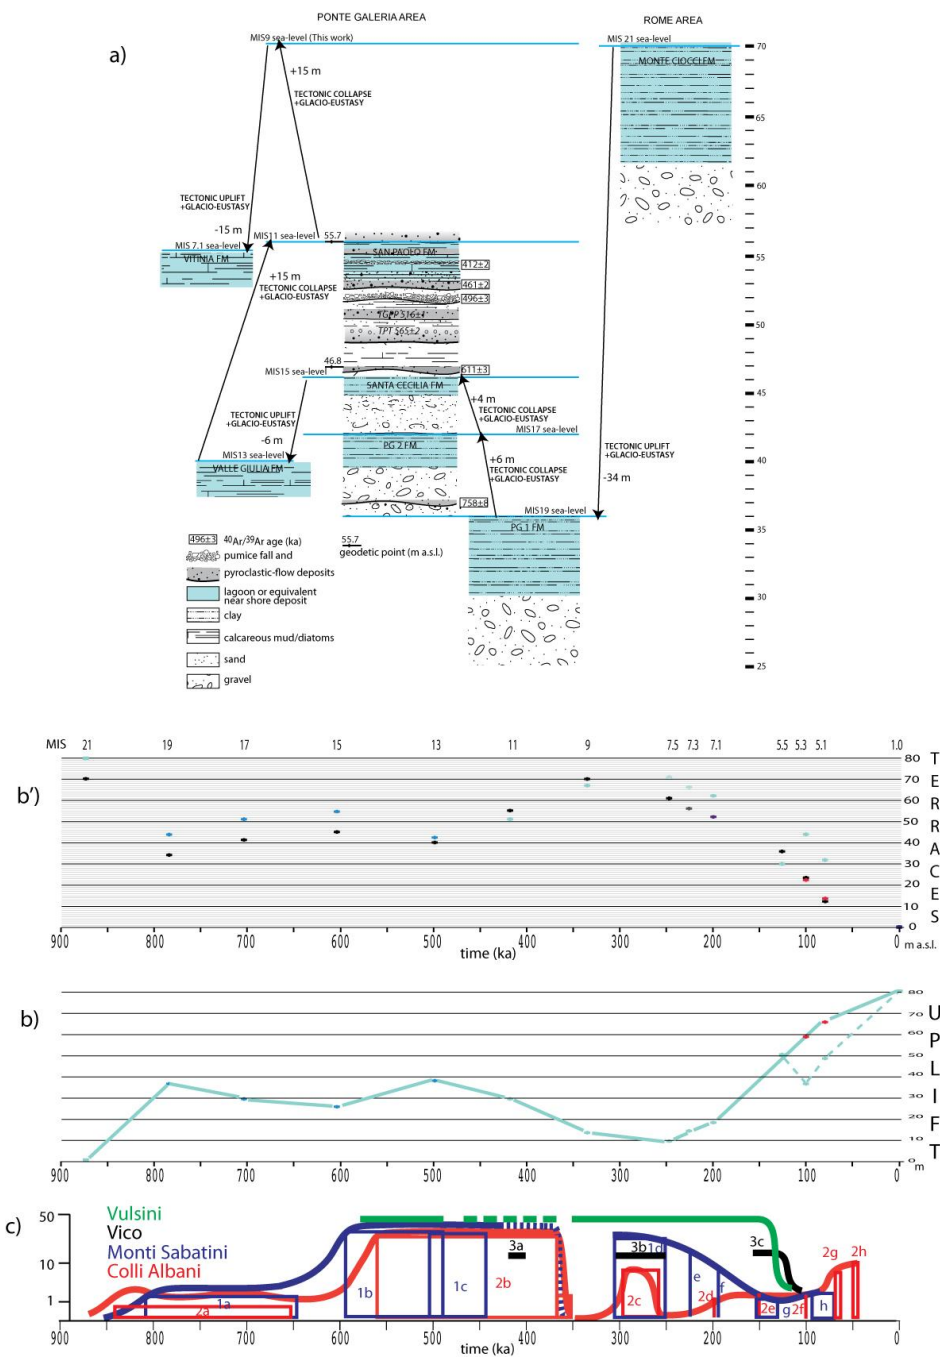 PONTE GALERIA AREA
ROME AREA
a)
MIS9 sea-level (This work)
MIS 21 sea-level
70
MONTE CIOCCI FM
+15 m
TECTONIC COLLAPSE
+GLACIO-EUSTASY
65
60
TECTONIC UPLIFT
+GLACIO-EUSTASY
-15 m
MIS11 sea-level
55.7
MIS 7.1 sea-level
SAN PAOLO FM
VITINIA FM
412±2
55
+15 m
TECTONIC COLLAPSE
+GLACIO-EUSTASY
461±2
496±3
50
TPT 565±2
46.8
MIS15 sea-level
611±3
SANTA CECILIA FM
45
+4 m
TECTONIC COLLAPSE
+GLACIO-EUSTASY
TECTONIC UPLIFT
+GLACIO-EUSTASY
-6 m
MIS17 sea-level
PG 2 FM
TECTONIC UPLIFT
+GLACIO-EUSTASY
-34 m
MIS13 sea-level
VALLE GIULIA FM
+6 m
TECTONIC COLLAPSE
+GLACIO-EUSTASY
40
758±8
MIS19 sea-level
PG 1 FM
35
496±3 40Ar/39Ar age (ka)
55.7
geodetic point (m a.s.l.)
pumice fall and
pyroclastic-flow deposits
lagoon or equivalent
near shore deposit
clay
calcareous mud/diatoms
sand
gravel
30
25
MIS 21 19 17 15 13 11 9 7.5 7.3 7.1 5.5 5.3 5.1 1.0
b')
80 T
70 E
60 R
50 R
40 A
30 C
20 E
10 S
0
900 800 700 600 500 400 300 200 100 0 m a.s.l.
time (ka)
b)
80
70 U
60 P
50
40 L
30 I
20 F
10
0 T
m
900 800 700 600 500 400 300 200 100 0
c)
50
10
1
Vulsini
Vico
Monti Sabatini
Colli Albani
1a 2a 1b 1c 2b 3a 3b 1d 2c e 2d f 3c 2e g 2f h 2g 2h
900 800 700 600 500 400 300 200 100 0
time (ka)